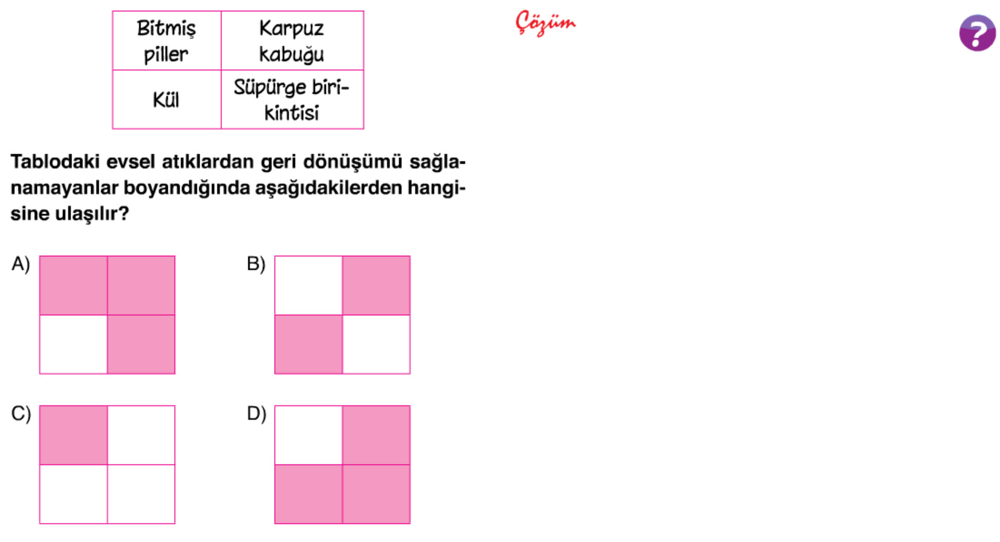 Bitmiş
piller
Karpuz
kabuğu
Kül
Süpürge biri-
kintisi
Çözüm
?
Tablodaki evsel atıklardan geri dönüşümü sağla-
namayanlar boyandığında aşağıdakilerden hangi-
sine ulaşılır?
A)
B)
C)
D)